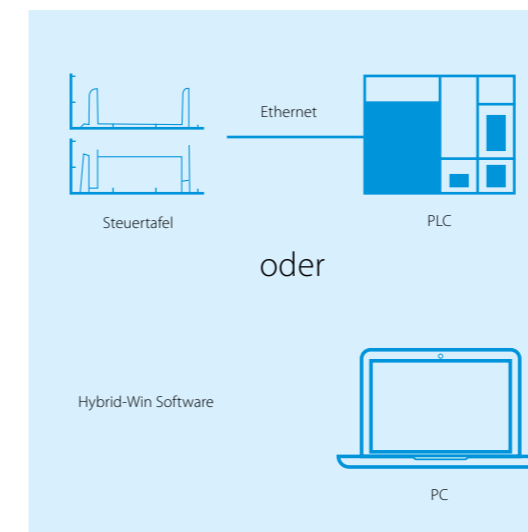 Ethernet
Steuertafel
PLC
oder
Hybrid-Win Software
PC